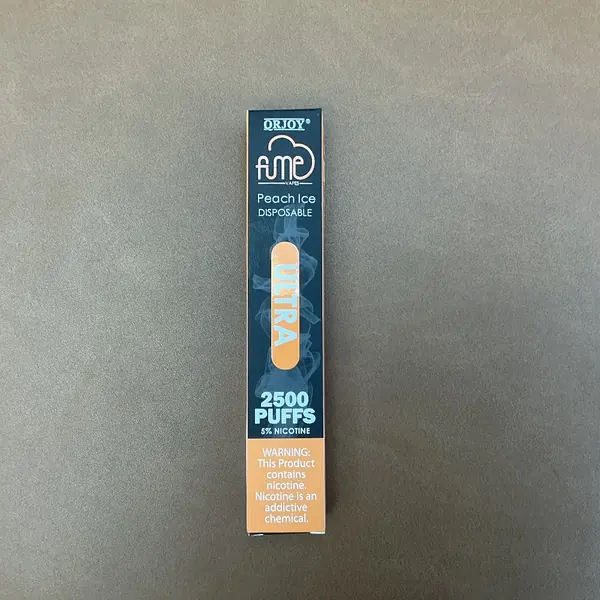 QRJOY®
fume
VAPES
Peach Ice
DISPOSABLE
ULTRA
2500
PUFFS
5% NICOTINE
WARNING:
This Product
contains
nicotine.
Nicotine is an
addictive
chemical.